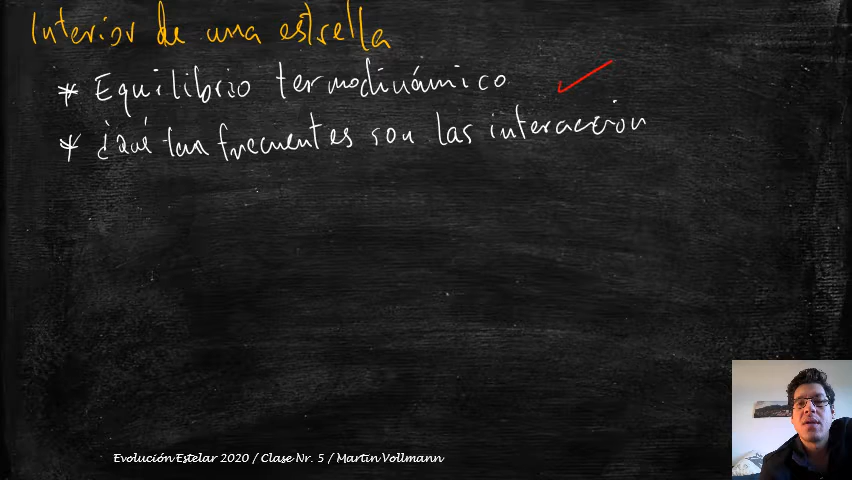 Interior de una estrella
* Equilibrio termodinámico ✓
* ¿Qué tan frecuentes son las interaccion
Evolución Estelar 2020 / Clase Nr. 5 / Martin Vollmann